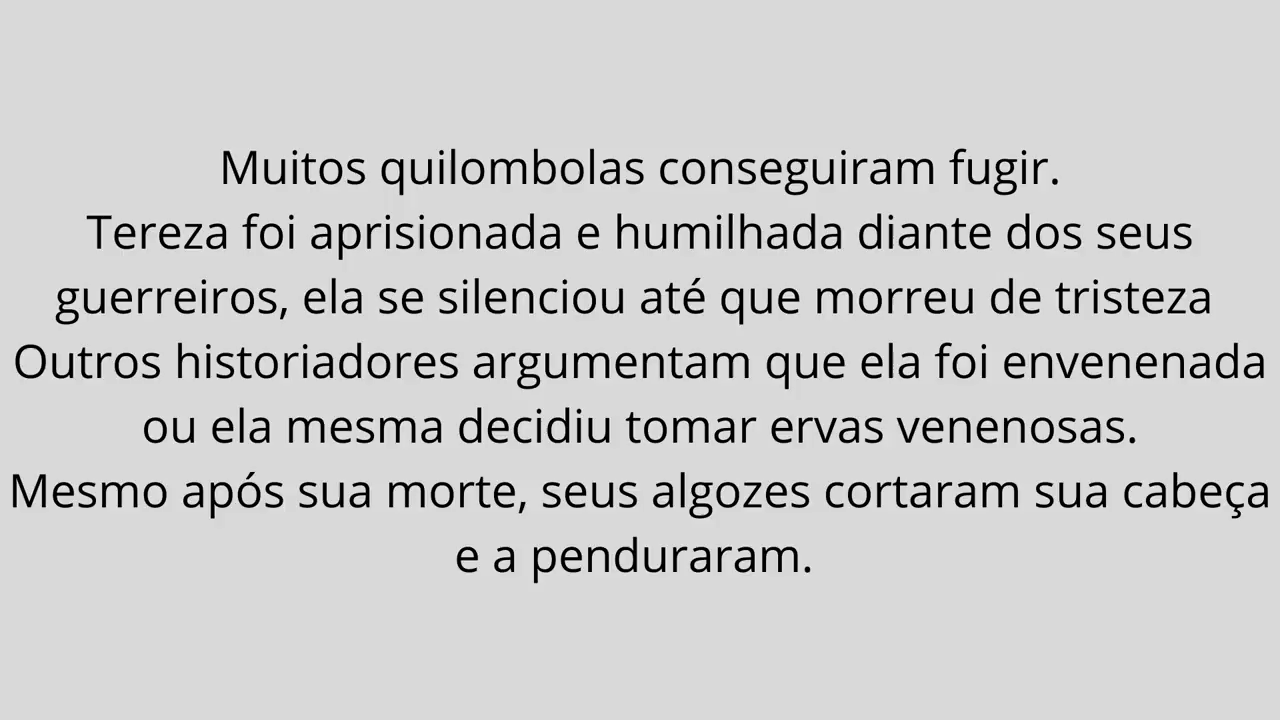 Muitos quilombolas conseguiram fugir.
Tereza foi aprisionada e humilhada diante dos seus
guerreiros, ela se silenciou até que morreu de tristeza
Outros historiadores argumentam que ela foi envenenada
ou ela mesma decidiu tomar ervas venenosas.
Mesmo após sua morte, seus algozes cortaram sua cabeça
e a penduraram.